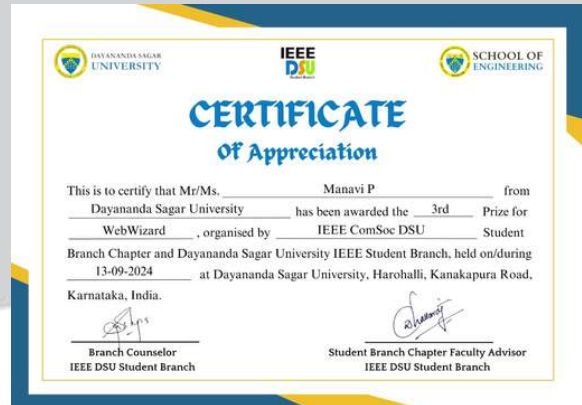 DAYANANDA SAGAR
UNIVERSITY
IEEE
DSU
Student Branch
SCHOOL OF
ENGINEERING
CERTIFICATE
Of Appreciation
This is to certify that Mr/Ms. Manavi P from
Dayananda Sagar University has been awarded the 3rd Prize for
WebWizard , organised by IEEE ComSoc DSU Student
Branch Chapter and Dayananda Sagar University IEEE Student Branch, held on/during
13-09-2024 at Dayananda Sagar University, Harohalli, Kanakapura Road,
Karnataka, India.
Branch Counselor
IEEE DSU Student Branch
Student Branch Chapter Faculty Advisor
IEEE DSU Student Branch